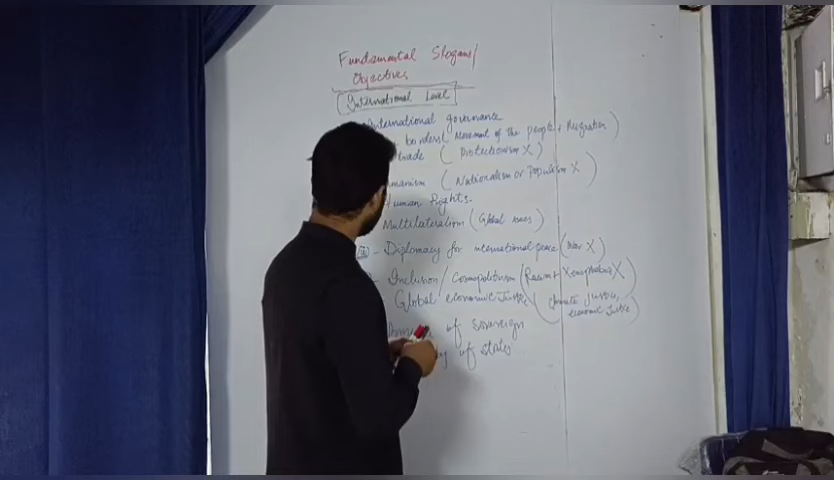 Fundamental Slogans/
Objectives
International Level
International governance
borders( Movement of the people + Migration )
Trade ( Protectionism X )
manism ( Nationalism or Populism X )
Human Rights.
Multilateralism ( Global issues )
- Diplomacy for international peace ( War X )
- Inclusion/ Cosmopolitism ( Racism + Xenophobia X )
Global economic Justice ( climate Justice,
economic Justice )
of sovereign
of states